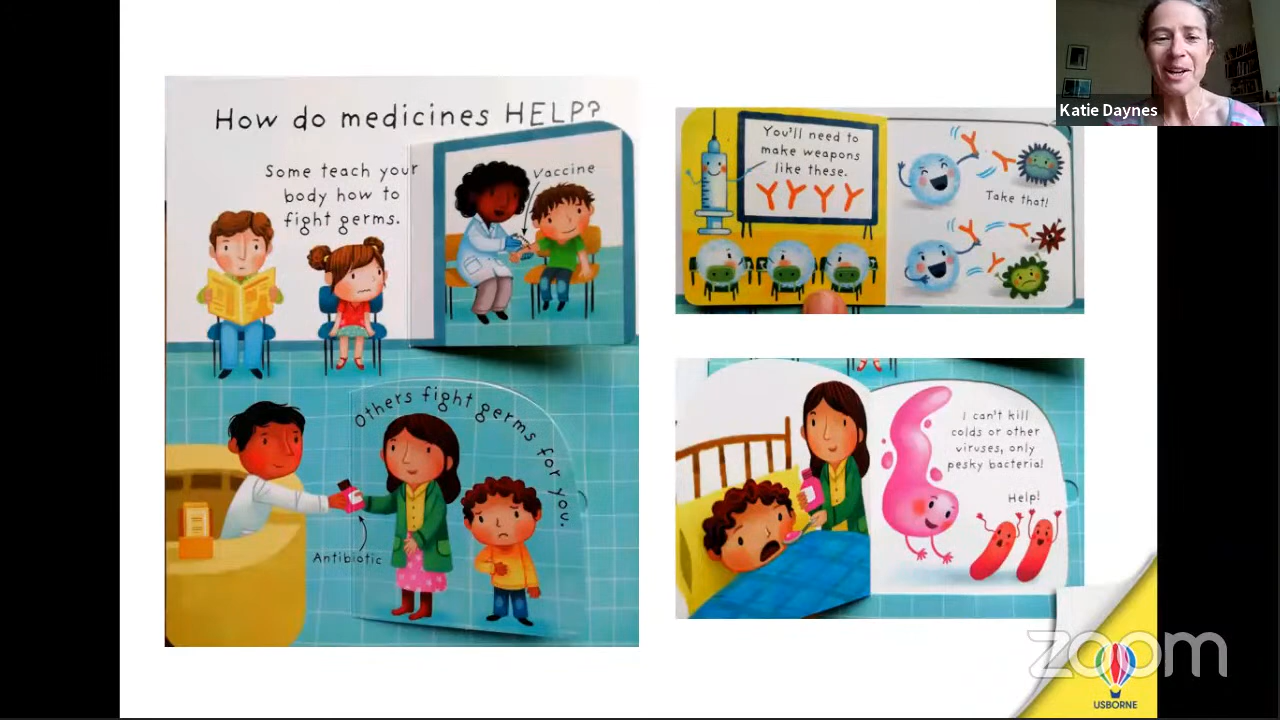 How do medicines HELP?
Some teach your
body how to
fight germs.
Vaccine
Others fight germs for you.
Antibiotic
You'll need to
make weapons
like these.
Take that!
I can't kill
colds or other
viruses, only
pesky bacteria!
Help!
Katie Daynes
zoom
USBORNE